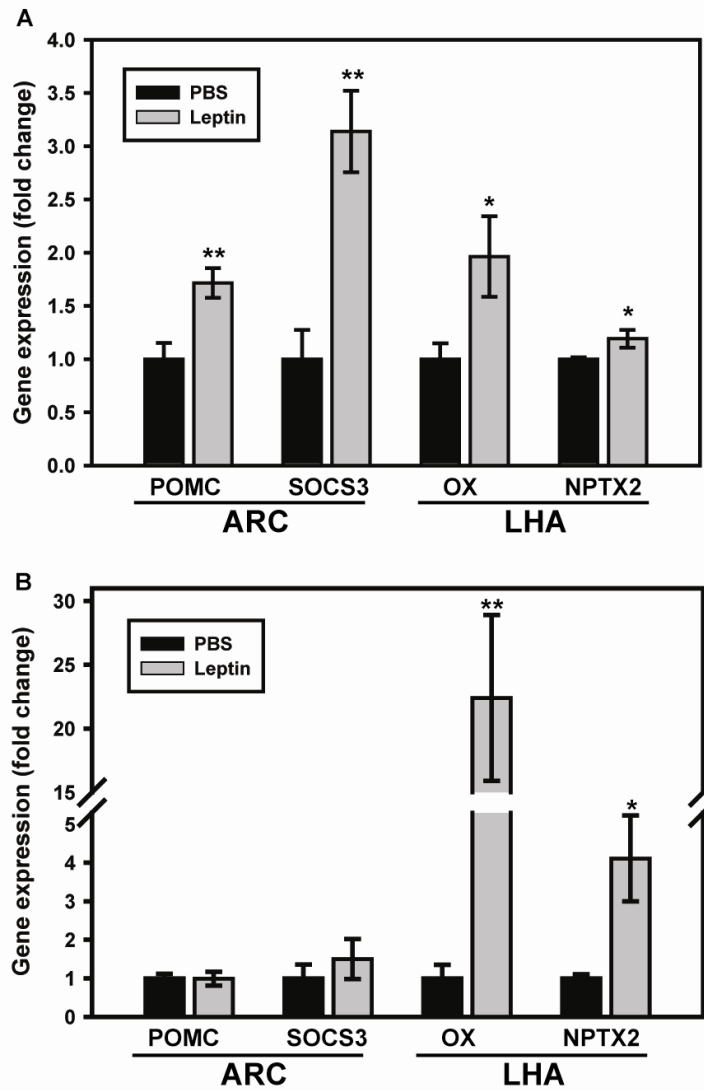 A
4.0
3.5
3.0
2.5
2.0
1.5
1.0
0.5
0.0
Gene expression (fold change)
PBS
Leptin
** ** * *
POMC SOCS3 OX NPTX2
ARC LHA
B
30
25
20
15
5
4
3
2
1
0
Gene expression (fold change)
PBS
Leptin
** *
POMC SOCS3 OX NPTX2
ARC LHA